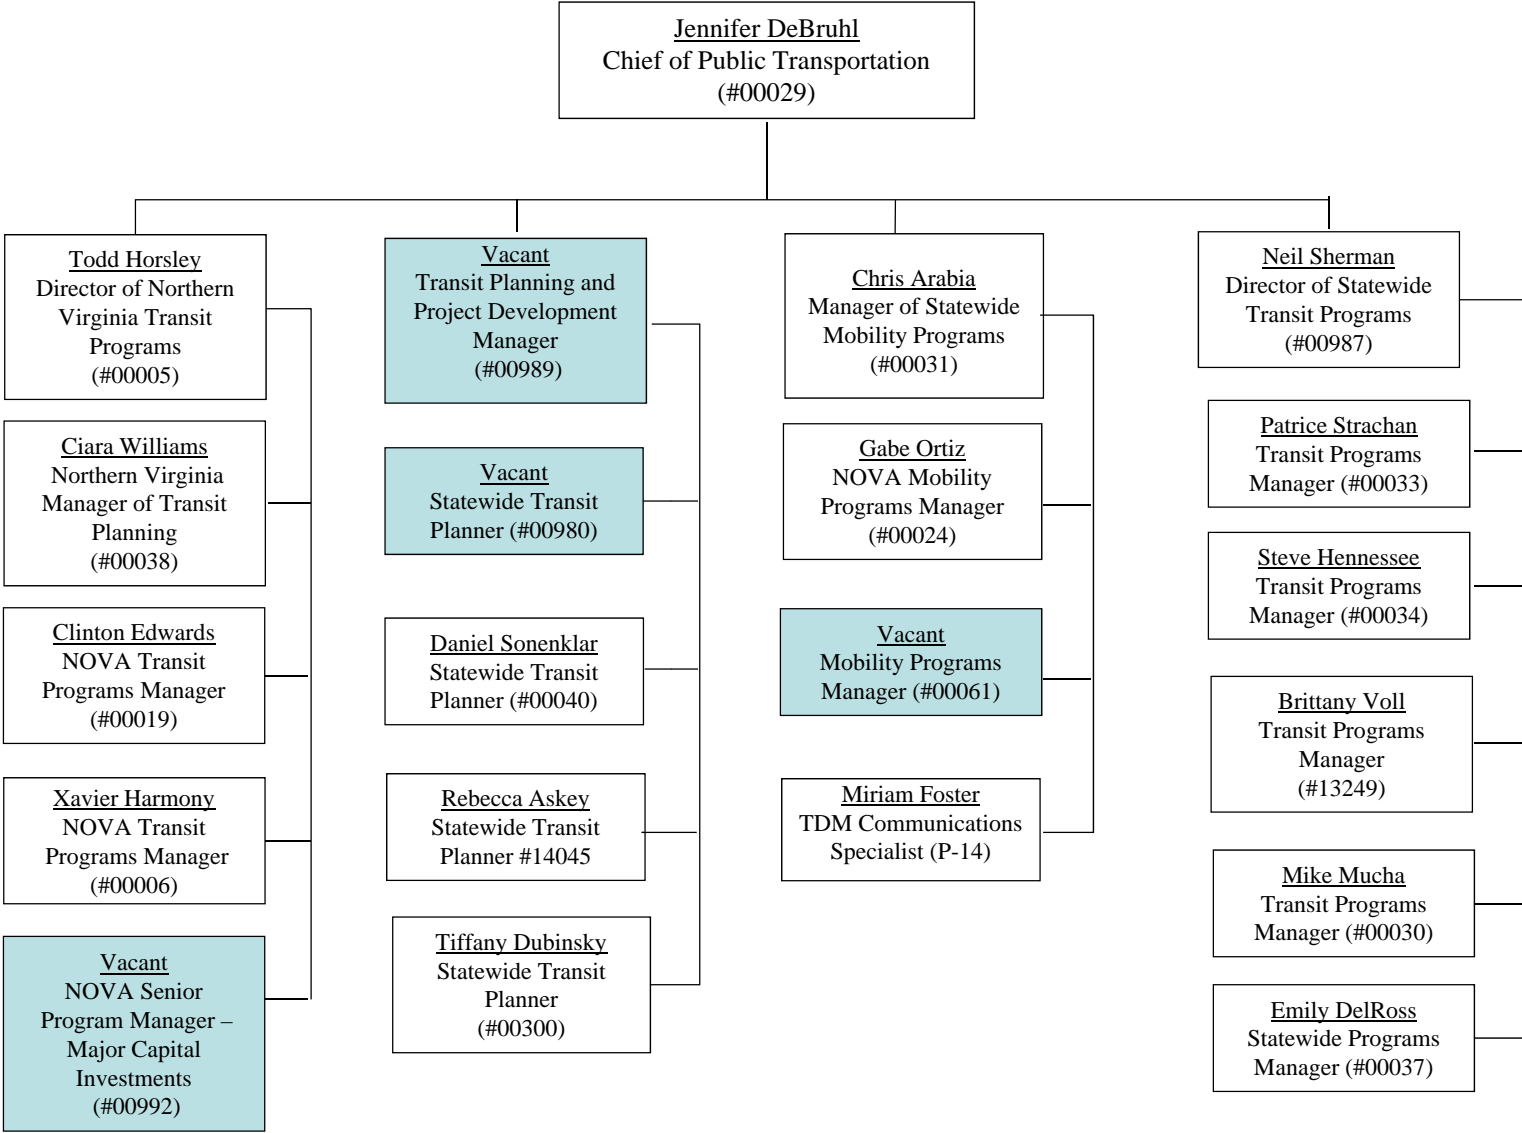 Jennifer DeBruhl
Chief of Public Transportation
(#00029)
Todd Horsley
Director of Northern
Virginia Transit
Programs
(#00005)
Ciara Williams
Northern Virginia
Manager of Transit
Planning
(#00038)
Clinton Edwards
NOVA Transit
Programs Manager
(#00019)
Xavier Harmony
NOVA Transit
Programs Manager
(#00006)
Vacant
NOVA Senior
Program Manager –
Major Capital
Investments
(#00992)
Vacant
Transit Planning and
Project Development
Manager
(#00989)
Vacant
Statewide Transit
Planner (#00980)
Daniel Sonenklar
Statewide Transit
Planner (#00040)
Rebecca Askey
Statewide Transit
Planner #14045
Tiffany Dubinsky
Statewide Transit
Planner
(#00300)
Chris Arabia
Manager of Statewide
Mobility Programs
(#00031)
Gabe Ortiz
NOVA Mobility
Programs Manager
(#00024)
Vacant
Mobility Programs
Manager (#00061)
Miriam Foster
TDM Communications
Specialist (P-14)
Neil Sherman
Director of Statewide
Transit Programs
(#00987)
Patrice Strachan
Transit Programs
Manager (#00033)
Steve Hennessee
Transit Programs
Manager (#00034)
Brittany Voll
Transit Programs
Manager
(#13249)
Mike Mucha
Transit Programs
Manager (#00030)
Emily DelRoss
Statewide Programs
Manager (#00037)